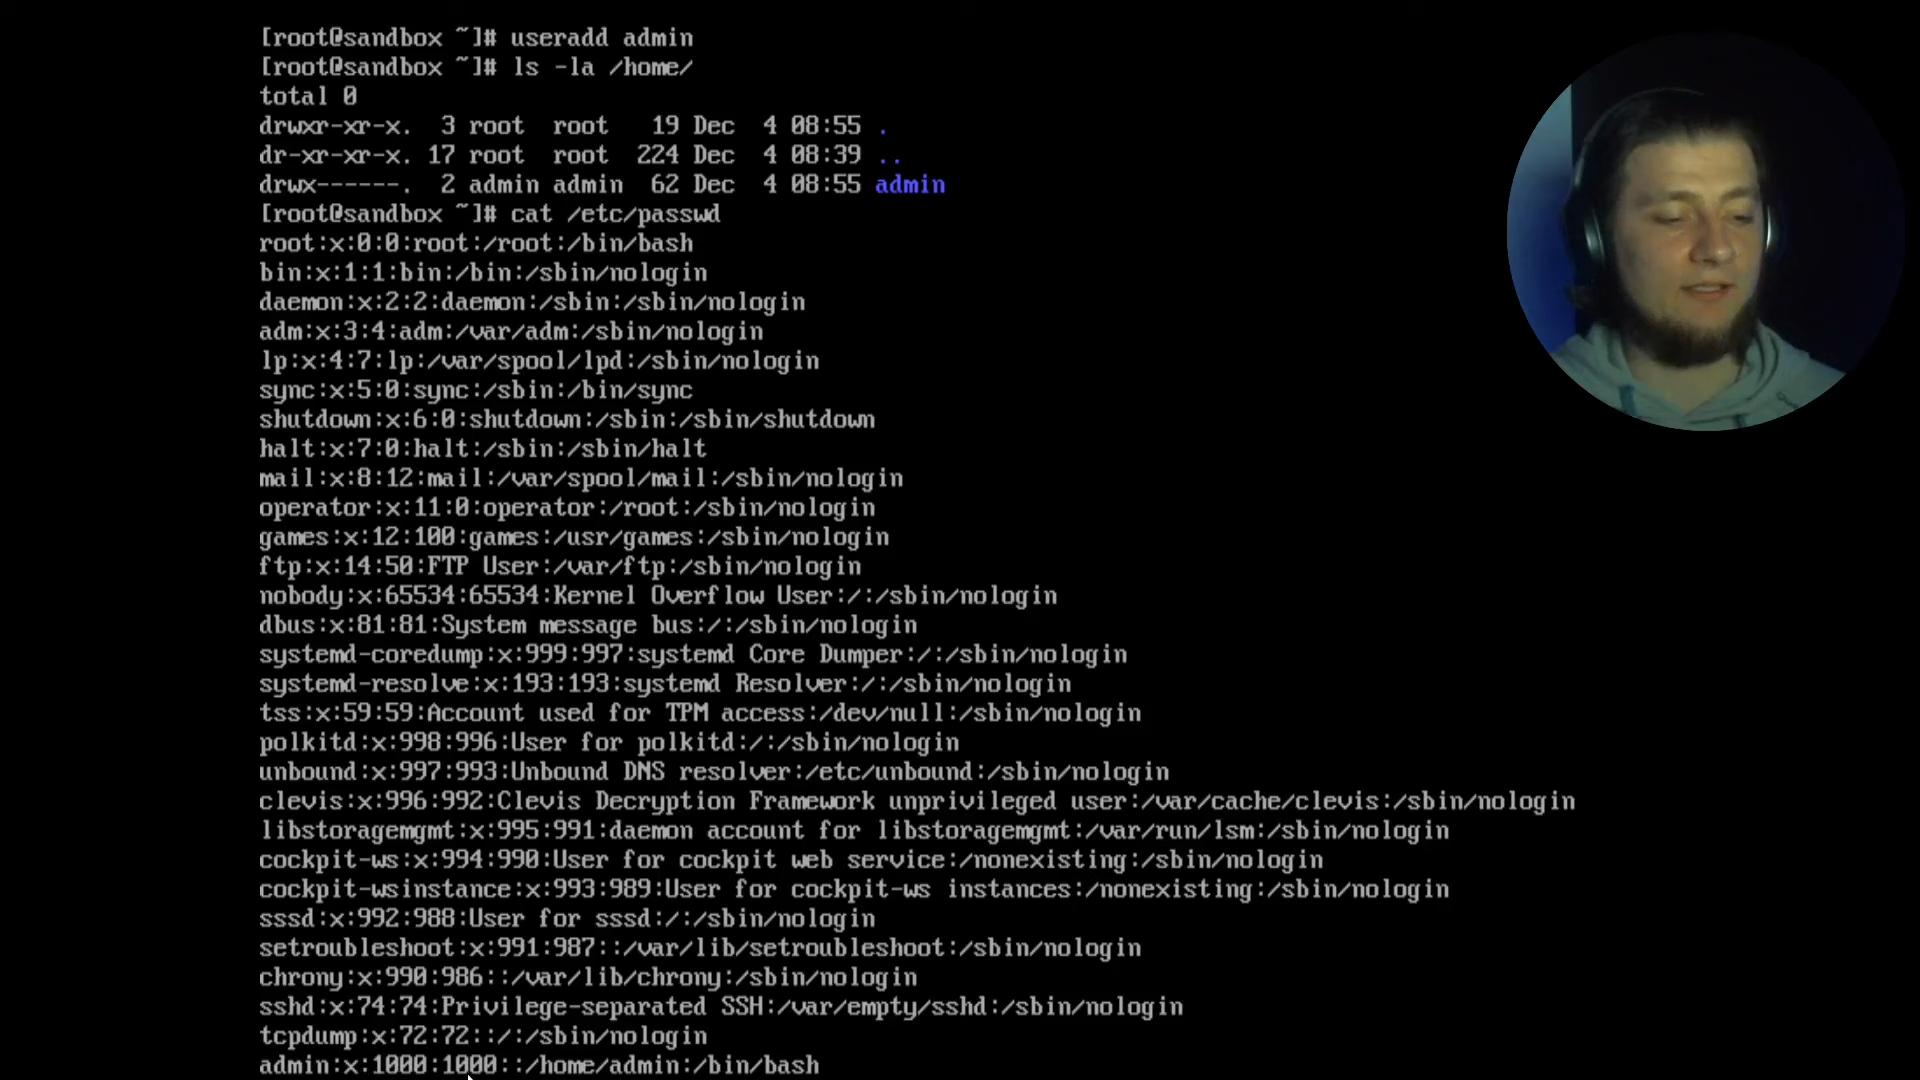 [root@sandbox ~]# useradd admin
[root@sandbox ~]# ls -la /home/
total 0
drwxr-xr-x.  3 root  root   19 Dec  4 08:55 .
dr-xr-xr-x. 17 root  root  224 Dec  4 08:39 ..
drwx------.  2 admin admin  62 Dec  4 08:55 admin
[root@sandbox ~]# cat /etc/passwd
root:x:0:0:root:/root:/bin/bash
bin:x:1:1:bin:/bin:/sbin/nologin
daemon:x:2:2:daemon:/sbin:/sbin/nologin
adm:x:3:4:adm:/var/adm:/sbin/nologin
lp:x:4:7:lp:/var/spool/lpd:/sbin/nologin
sync:x:5:0:sync:/sbin:/bin/sync
shutdown:x:6:0:shutdown:/sbin:/sbin/shutdown
halt:x:7:0:halt:/sbin:/sbin/halt
mail:x:8:12:mail:/var/spool/mail:/sbin/nologin
operator:x:11:0:operator:/root:/sbin/nologin
games:x:12:100:games:/usr/games:/sbin/nologin
ftp:x:14:50:FTP User:/var/ftp:/sbin/nologin
nobody:x:65534:65534:Kernel Overflow User:/:/sbin/nologin
dbus:x:81:81:System message bus:/:/sbin/nologin
systemd-coredump:x:999:997:systemd Core Dumper:/:/sbin/nologin
systemd-resolve:x:193:193:systemd Resolver:/:/sbin/nologin
tss:x:59:59:Account used for TPM access:/dev/null:/sbin/nologin
polkitd:x:998:996:User for polkitd:/:/sbin/nologin
unbound:x:997:993:Unbound DNS resolver:/etc/unbound:/sbin/nologin
clevis:x:996:992:Clevis Decryption Framework unprivileged user:/var/cache/clevis:/sbin/nologin
libstoragemgmt:x:995:991:daemon account for libstoragemgmt:/var/run/lsm:/sbin/nologin
cockpit-ws:x:994:990:User for cockpit web service:/nonexisting:/sbin/nologin
cockpit-wsinstance:x:993:989:User for cockpit-ws instances:/nonexisting:/sbin/nologin
sssd:x:992:988:User for sssd:/:/sbin/nologin
setroubleshoot:x:991:987::/var/lib/setroubleshoot:/sbin/nologin
chrony:x:990:986::/var/lib/chrony:/sbin/nologin
sshd:x:74:74:Privilege-separated SSH:/var/empty/sshd:/sbin/nologin
tcpdump:x:72:72::/:/sbin/nologin
admin:x:1000:1000::/home/admin:/bin/bash